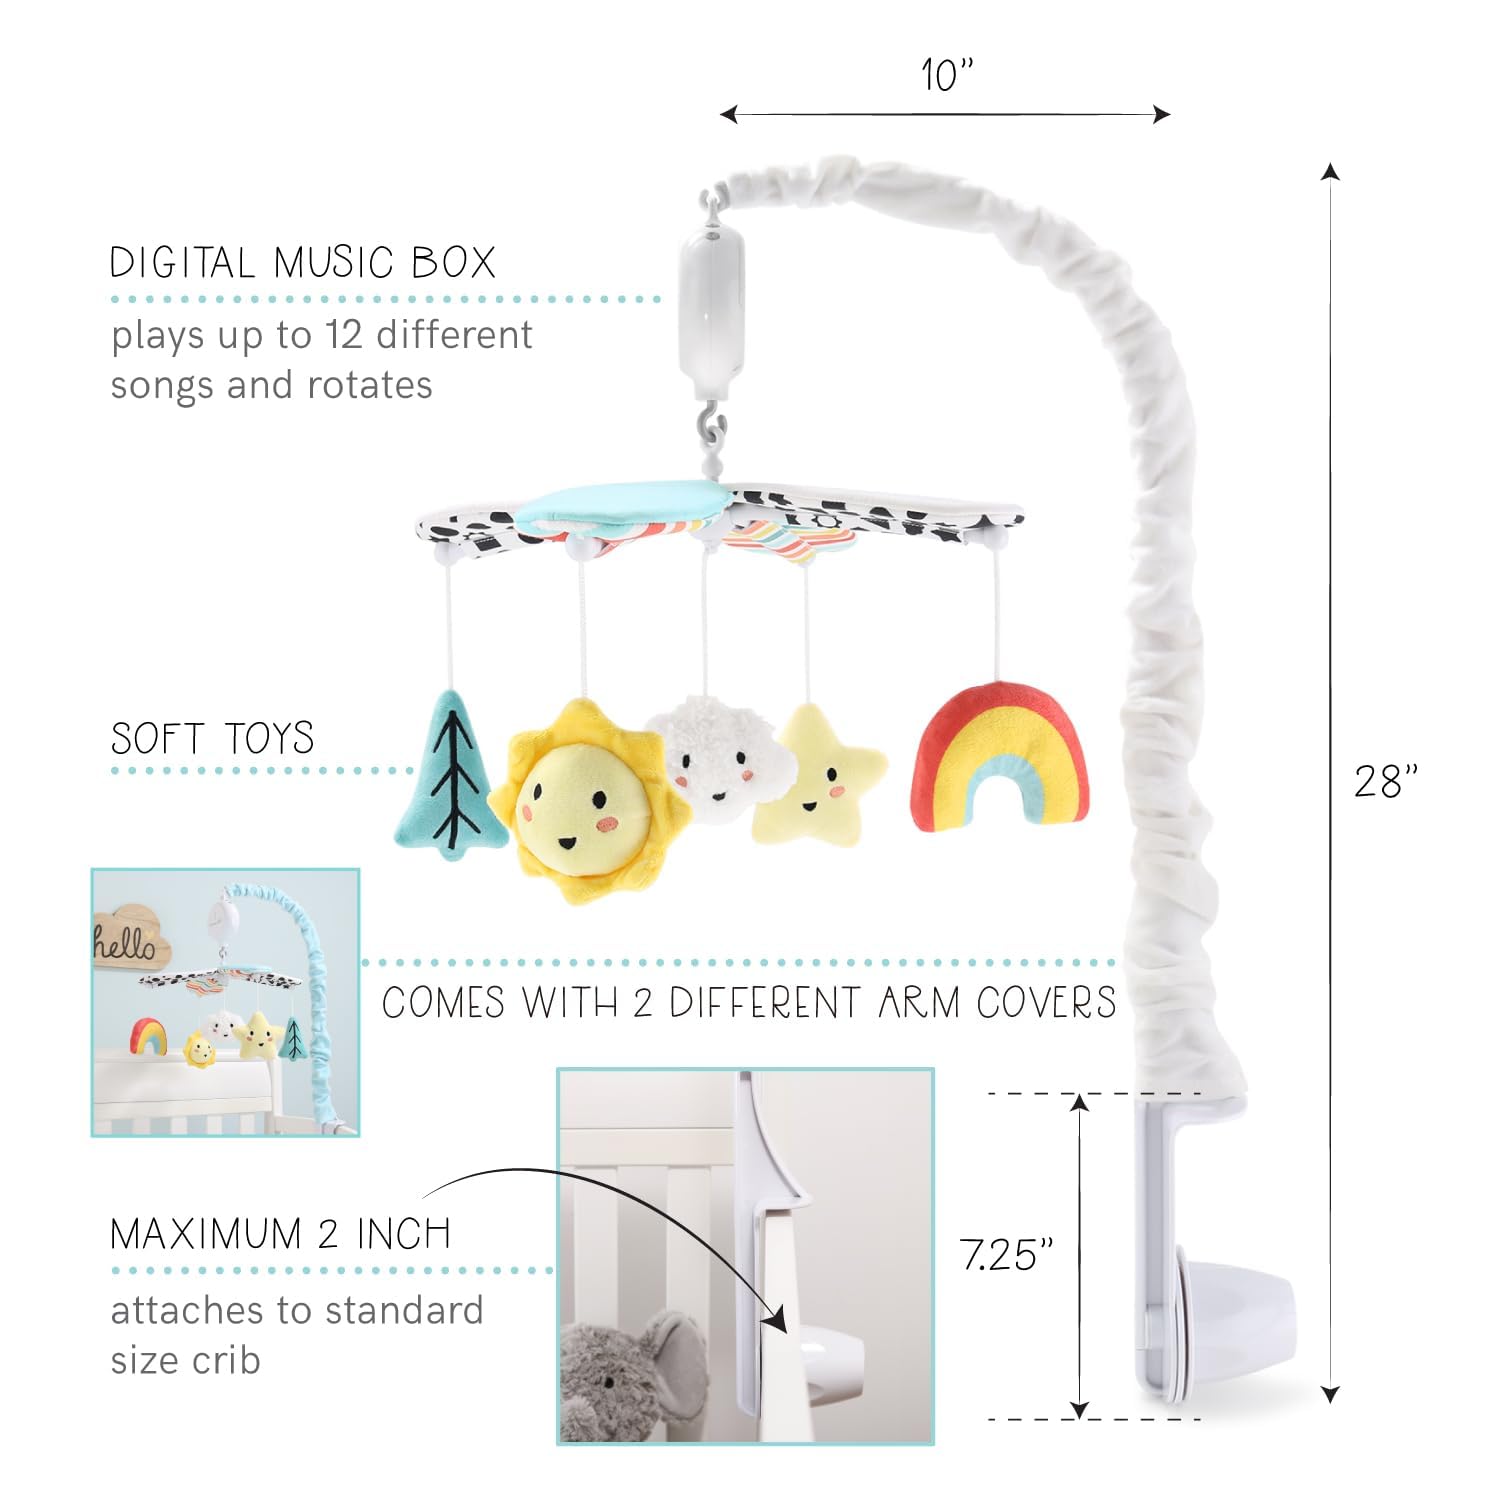 10”
DIGITAL MUSIC BOX
plays up to 12 different
songs and rotates
SOFT TOYS
28”
hello
COMES WITH 2 DIFFERENT ARM COVERS
MAXIMUM 2 INCH
attaches to standard
size crib
7.25”